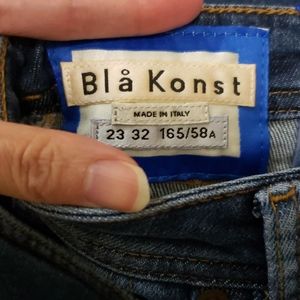 Blå Konst
MADE IN ITALY
23 32 165/58A